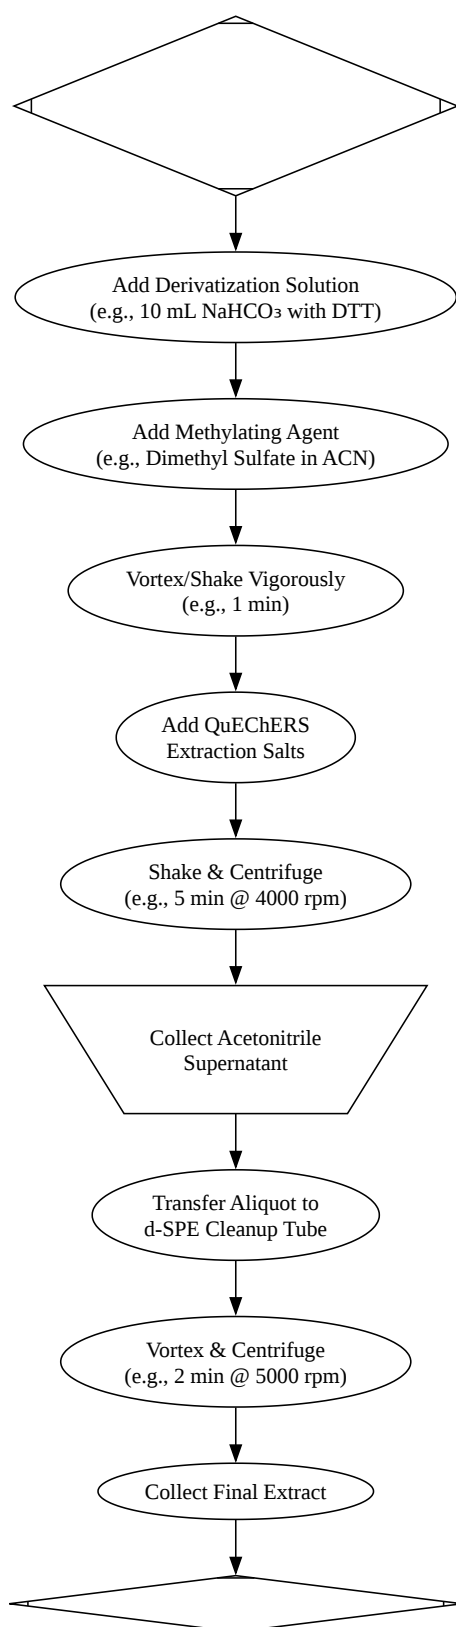 Add Derivatization Solution
(e.g., 10 mL NaHCO₃ with DTT)
Add Methylating Agent
(e.g., Dimethyl Sulfate in ACN)
Vortex/Shake Vigorously
(e.g., 1 min)
Add QuEChERS
Extraction Salts
Shake & Centrifuge
(e.g., 5 min @ 4000 rpm)
Collect Acetonitrile
Supernatant
Transfer Aliquot to
d-SPE Cleanup Tube
Vortex & Centrifuge
(e.g., 2 min @ 5000 rpm)
Collect Final Extract